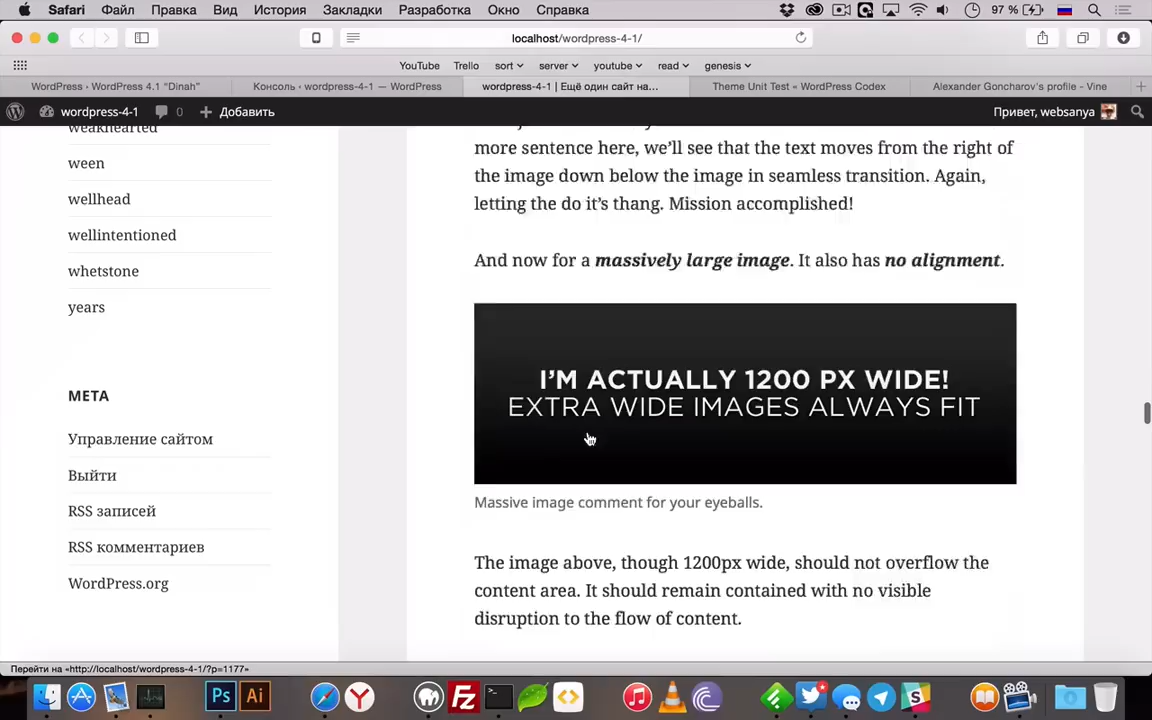 Safari Файл Правка Вид История Закладки Разработка Окно Справка 97 %
localhost/wordpress-4-1/
YouTube Trello sort server youtube read genesis
WordPress › WordPress 4.1 "Dinah" Консоль ‹ wordpress-4-1 — WordPress wordpress-4-1 | Ещё один сайт на… Theme Unit Test « WordPress Codex Alexander Goncharov's profile - Vine
wordpress-4-1 0 Добавить Привет, websanya
weakhearted
ween
wellhead
wellintentioned
whetstone
years
META
Управление сайтом
Выйти
RSS записей
RSS комментариев
WordPress.org
more sentence here, we’ll see that the text moves from the right of
the image down below the image in seamless transition. Again,
letting the do it’s thang. Mission accomplished!
And now for a massively large image. It also has no alignment.
I’M ACTUALLY 1200 PX WIDE!
EXTRA WIDE IMAGES ALWAYS FIT
Massive image comment for your eyeballs.
The image above, though 1200px wide, should not overflow the
content area. It should remain contained with no visible
disruption to the flow of content.
Перейти на «http://localhost/wordpress-4-1/?p=1177»
Ps Ai